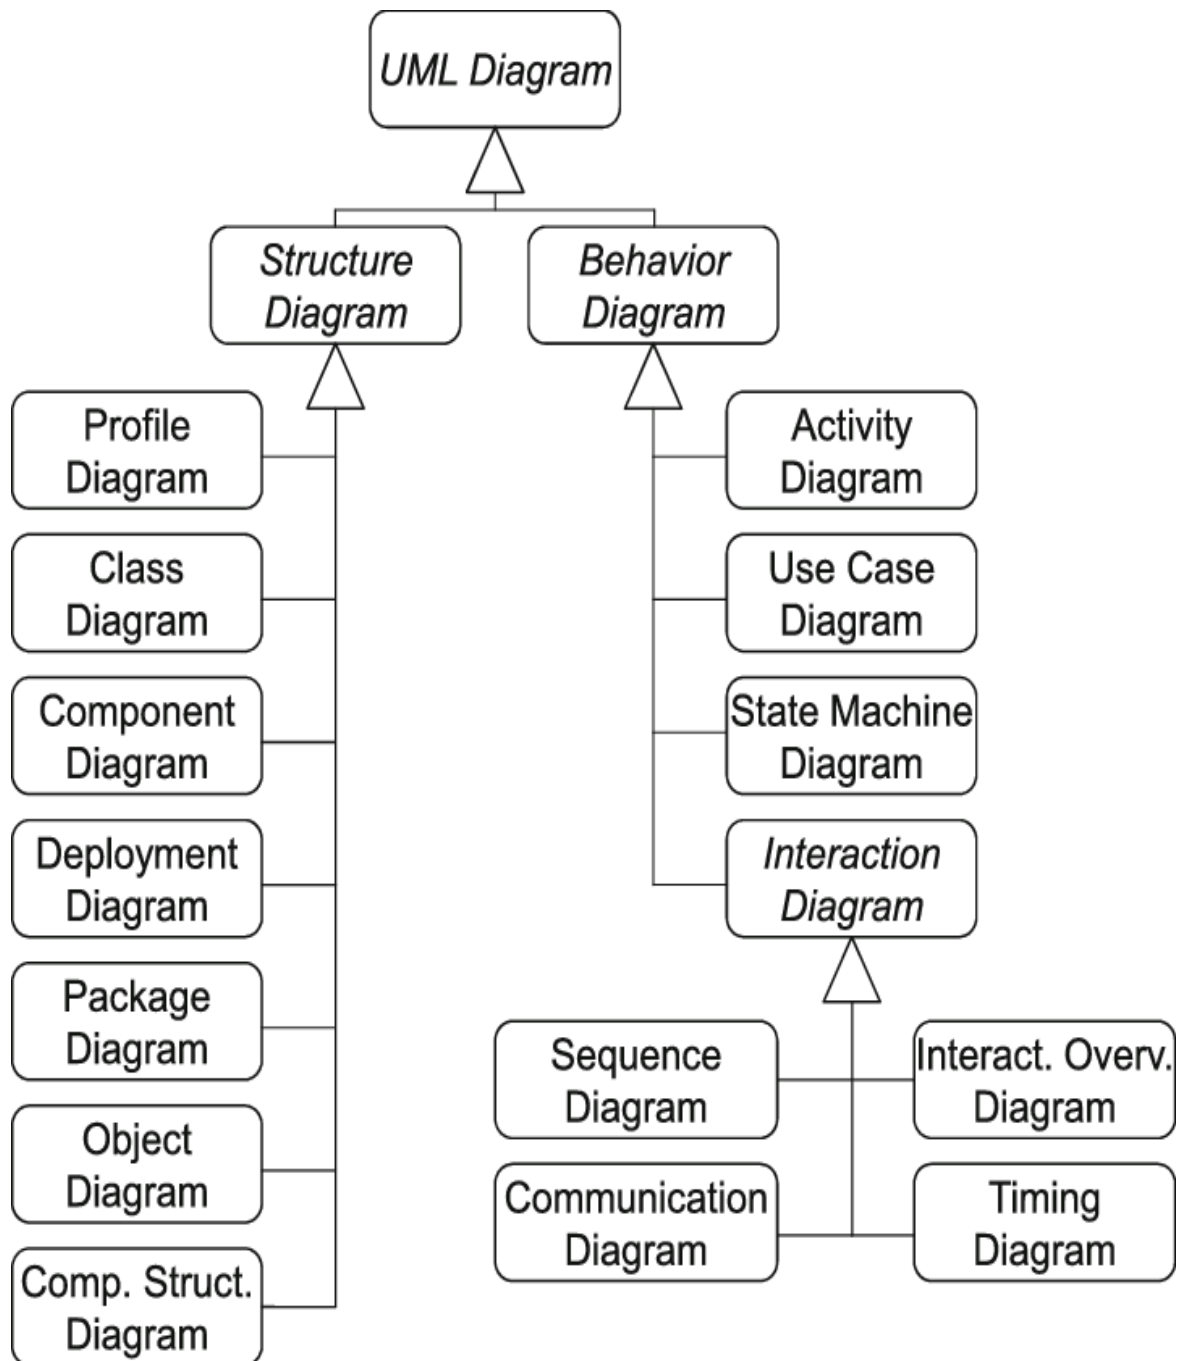 UML Diagram
Structure
Diagram
Behavior
Diagram
Profile
Diagram
Class
Diagram
Component
Diagram
Deployment
Diagram
Package
Diagram
Object
Diagram
Comp. Struct.
Diagram
Activity
Diagram
Use Case
Diagram
State Machine
Diagram
Interaction
Diagram
Sequence
Diagram
Interact. Overv.
Diagram
Communication
Diagram
Timing
Diagram